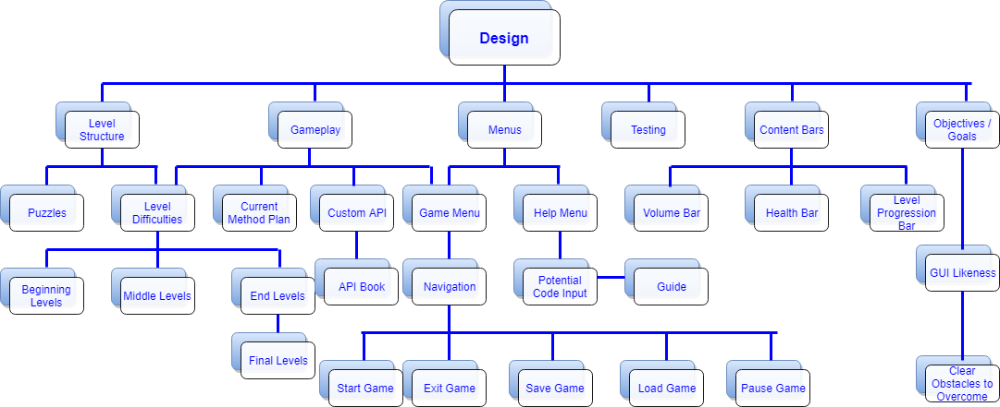 Design
Level
Structure
Gameplay
Menus
Testing
Content Bars
Objectives /
Goals
Puzzles
Level
Difficulties
Current
Method Plan
Custom API
Game Menu
Help Menu
Volume Bar
Health Bar
Level
Progression
Bar
Beginning
Levels
Middle Levels
End Levels
API Book
Navigation
Potential
Code Input
Guide
GUI Likeness
Final Levels
Start Game
Exit Game
Save Game
Load Game
Pause Game
Clear
Obstacles to
Overcome